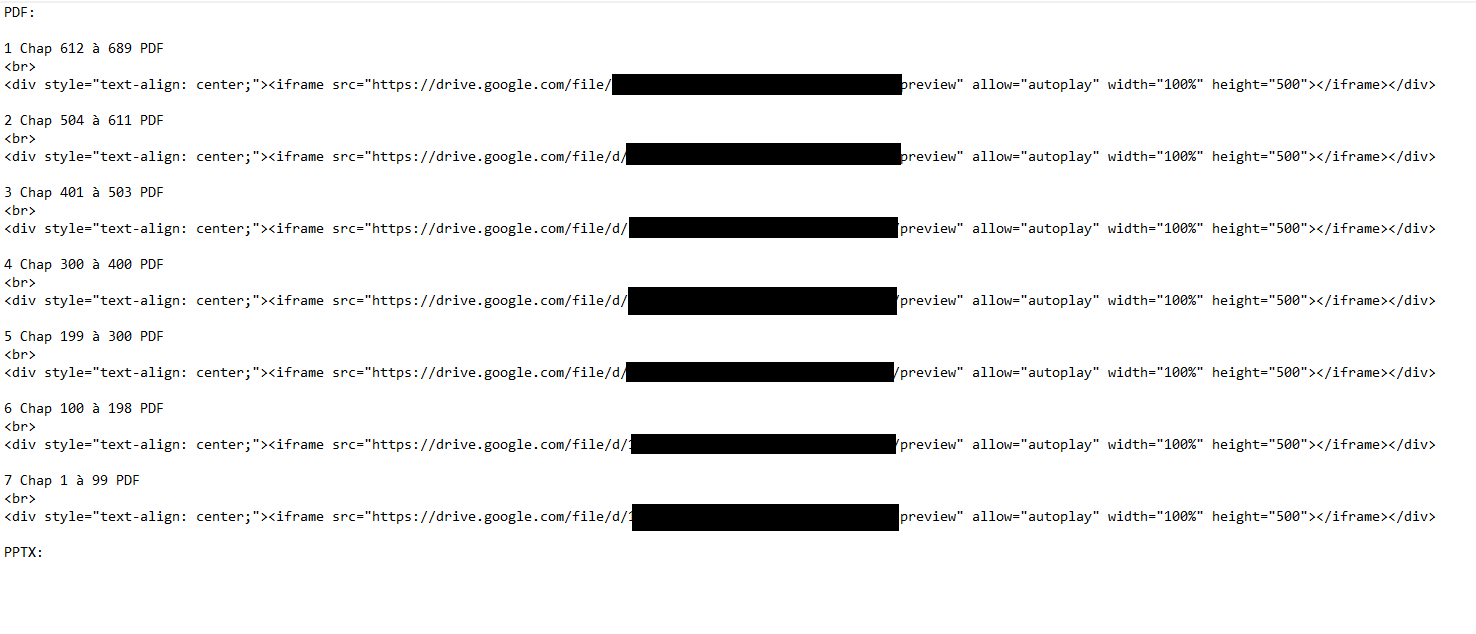 PDF:
1 Chap 612 à 689 PDF
<br>
<div style="text-align: center;"><iframe src="https://drive.google.com/file/ preview" allow="autoplay" width="100%" height="500"></iframe></div>
2 Chap 504 à 611 PDF
<br>
<div style="text-align: center;"><iframe src="https://drive.google.com/file/d/ preview" allow="autoplay" width="100%" height="500"></iframe></div>
3 Chap 401 à 503 PDF
<br>
<div style="text-align: center;"><iframe src="https://drive.google.com/file/d/ preview" allow="autoplay" width="100%" height="500"></iframe></div>
4 Chap 300 à 400 PDF
<br>
<div style="text-align: center;"><iframe src="https://drive.google.com/file/d/ /preview" allow="autoplay" width="100%" height="500"></iframe></div>
5 Chap 199 à 300 PDF
<br>
<div style="text-align: center;"><iframe src="https://drive.google.com/file/d/ /preview" allow="autoplay" width="100%" height="500"></iframe></div>
6 Chap 100 à 198 PDF
<br>
<div style="text-align: center;"><iframe src="https://drive.google.com/file/d/ /preview" allow="autoplay" width="100%" height="500"></iframe></div>
7 Chap 1 à 99 PDF
<br>
<div style="text-align: center;"><iframe src="https://drive.google.com/file/d/ preview" allow="autoplay" width="100%" height="500"></iframe></div>
PPTX: